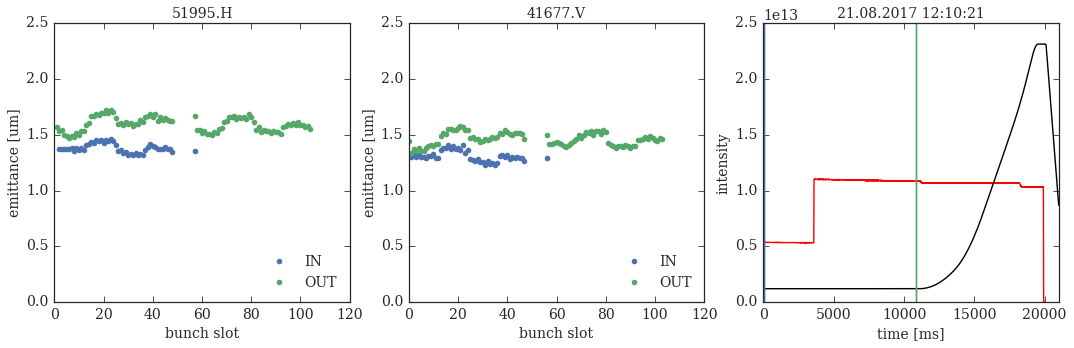 51995.H
2.5
2.0
1.5
1.0
0.5
0.0
emittance [um]
0 20 40 60 80 100 120
bunch slot
IN
OUT
41677.V
2.5
2.0
1.5
1.0
0.5
0.0
emittance [um]
0 20 40 60 80 100 120
bunch slot
IN
OUT
21.08.2017 12:10:21
1e13
2.5
2.0
1.5
1.0
0.5
0.0
intensity
0 5000 10000 15000 20000
time [ms]